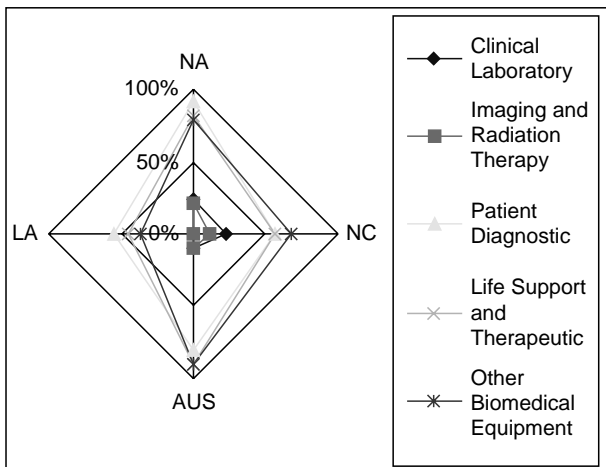 NA
100%
50%
LA
0%
NC
AUS
Clinical
Laboratory
Imaging and
Radiation
Therapy
Patient
Diagnostic
Life Support
and
Therapeutic
Other
Biomedical
Equipment